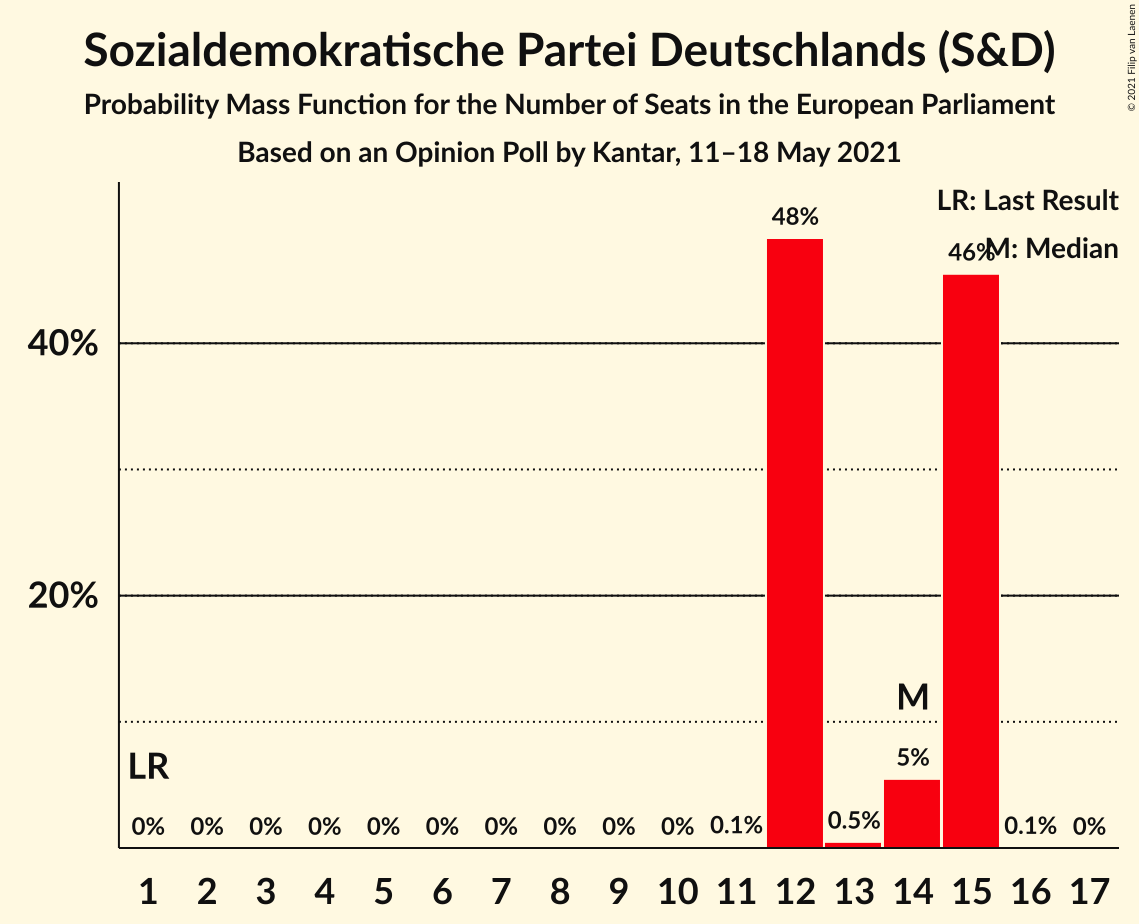 © 2021 Filip van Laenen
Sozialdemokratische Partei Deutschlands (S&D)
Probability Mass Function for the Number of Seats in the European Parliament
Based on an Opinion Poll by Kantar, 11–18 May 2021
LR: Last Result
M: Median
48%
46%
40%
20%
M
LR
5%
0% 0% 0% 0% 0% 0% 0% 0% 0% 0% 0.1% 0.5% 0.1% 0%
1 2 3 4 5 6 7 8 9 10 11 12 13 14 15 16 17